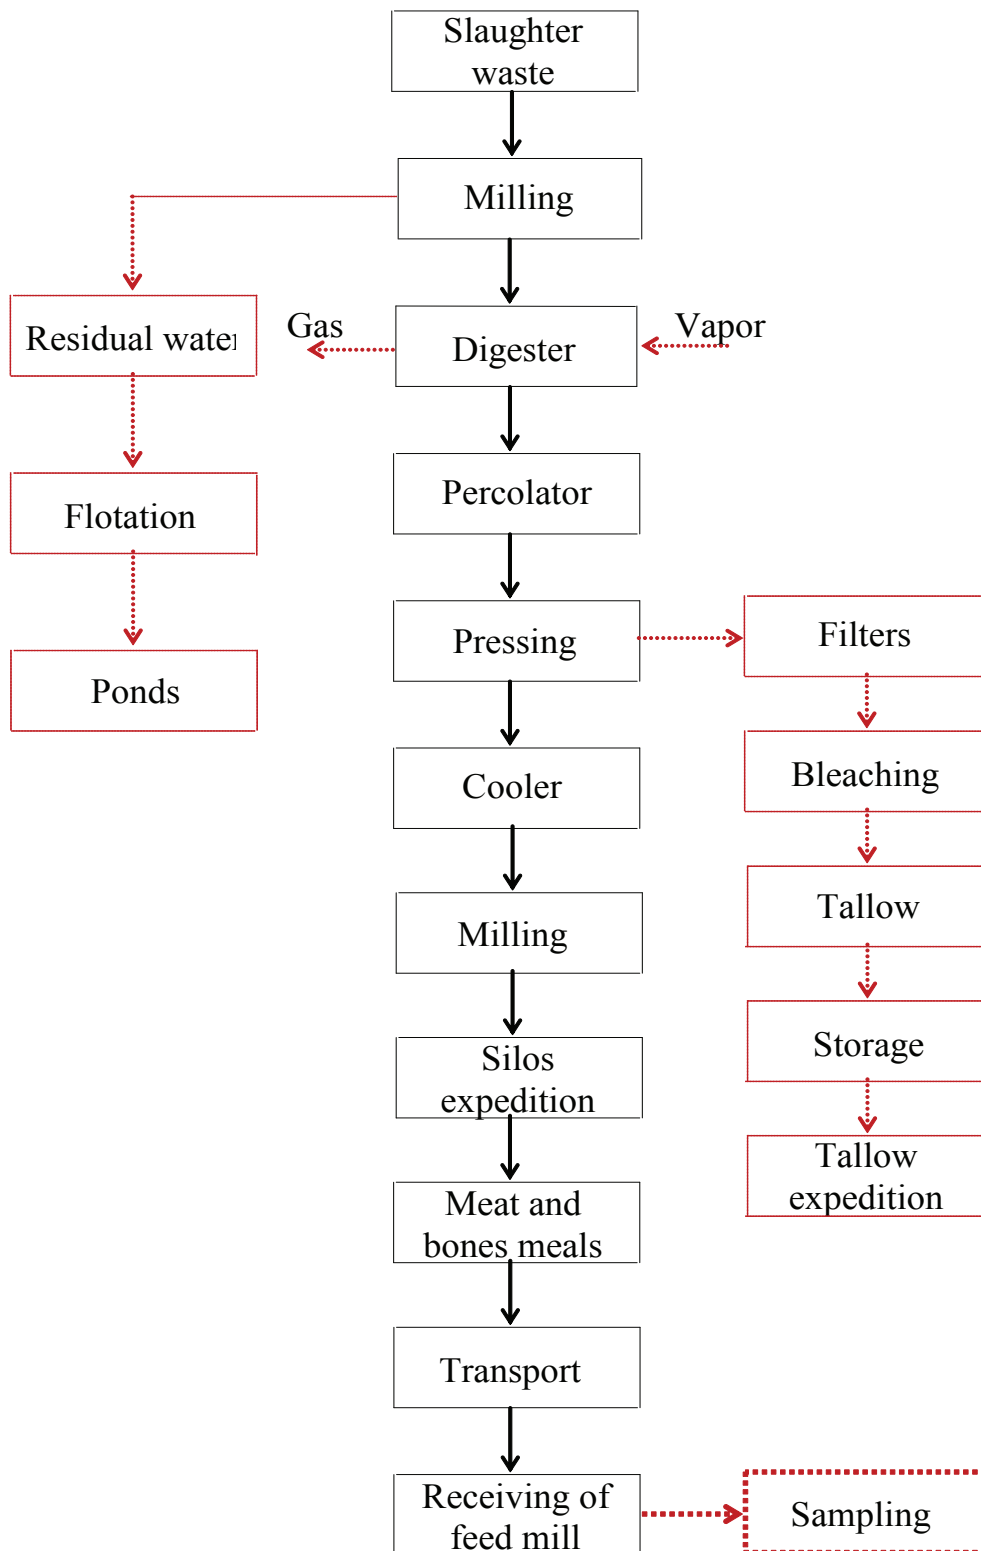 Slaughter
waste
Milling
Residual water
Gas
Digester
Vapor
Flotation
Percolator
Ponds
Pressing
Filters
Cooler
Bleaching
Milling
Tallow
Silos
expedition
Storage
Meat and
bones meals
Tallow
expedition
Transport
Receiving of
feed mill
Sampling